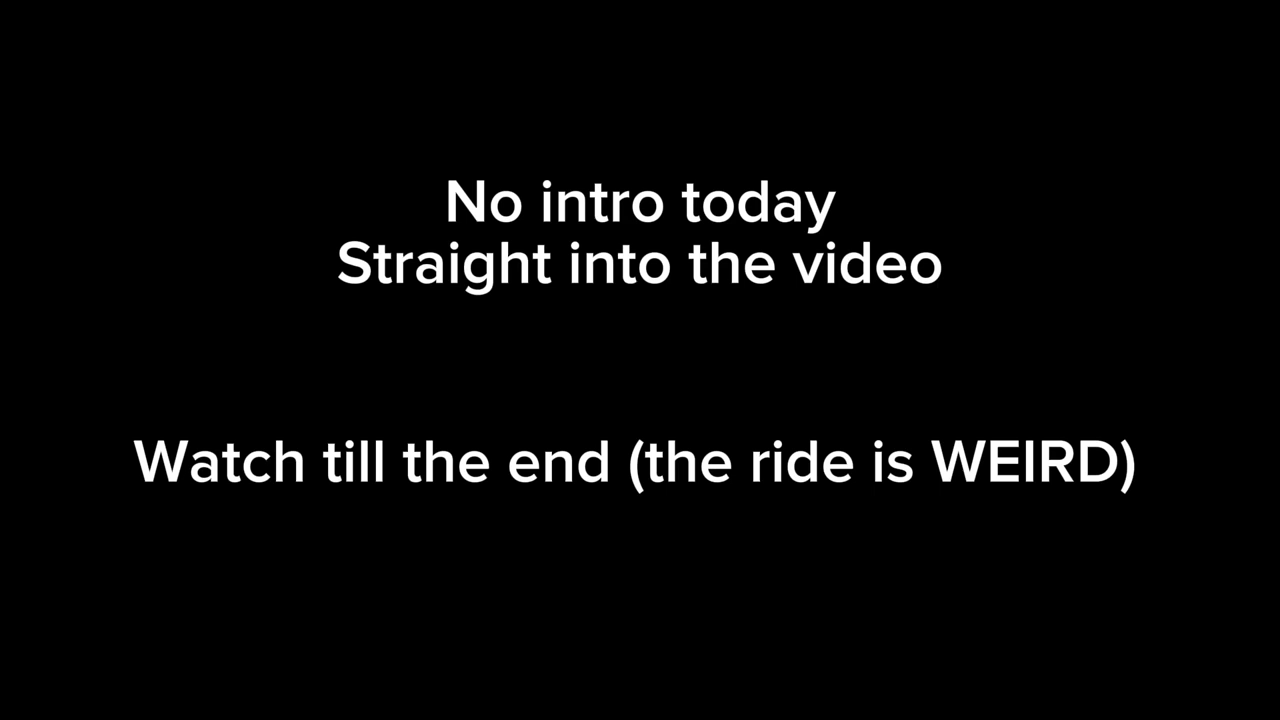 No intro today
Straight into the video
Watch till the end (the ride is WEIRD)